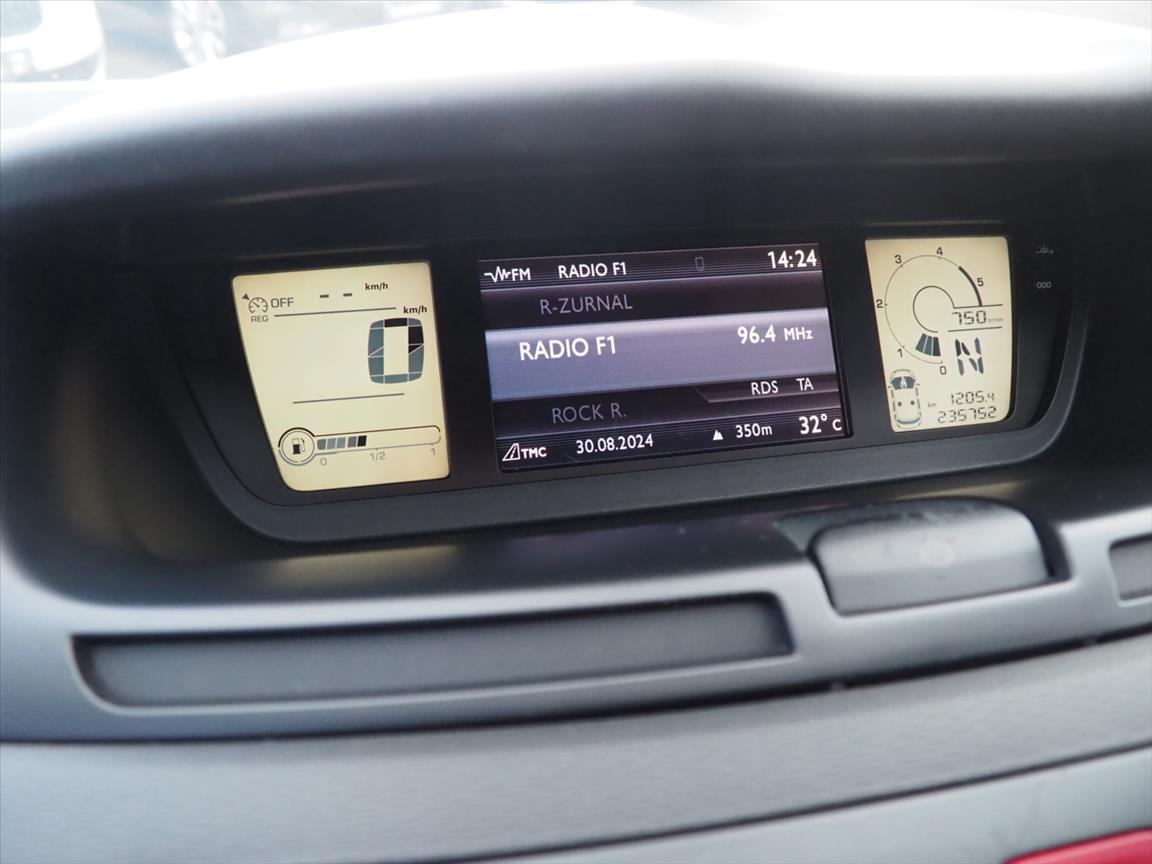 OFF -- km/h
REG
km/h
0
0 1/2 1
FM RADIO F1 14:24
R-ZURNAL
RADIO F1 96.4 MHz
RDS TA
ROCK R.
TMC 30.08.2024 350m 32° C
4
3
5
2
750
1
0
N
km 1205.4
235752